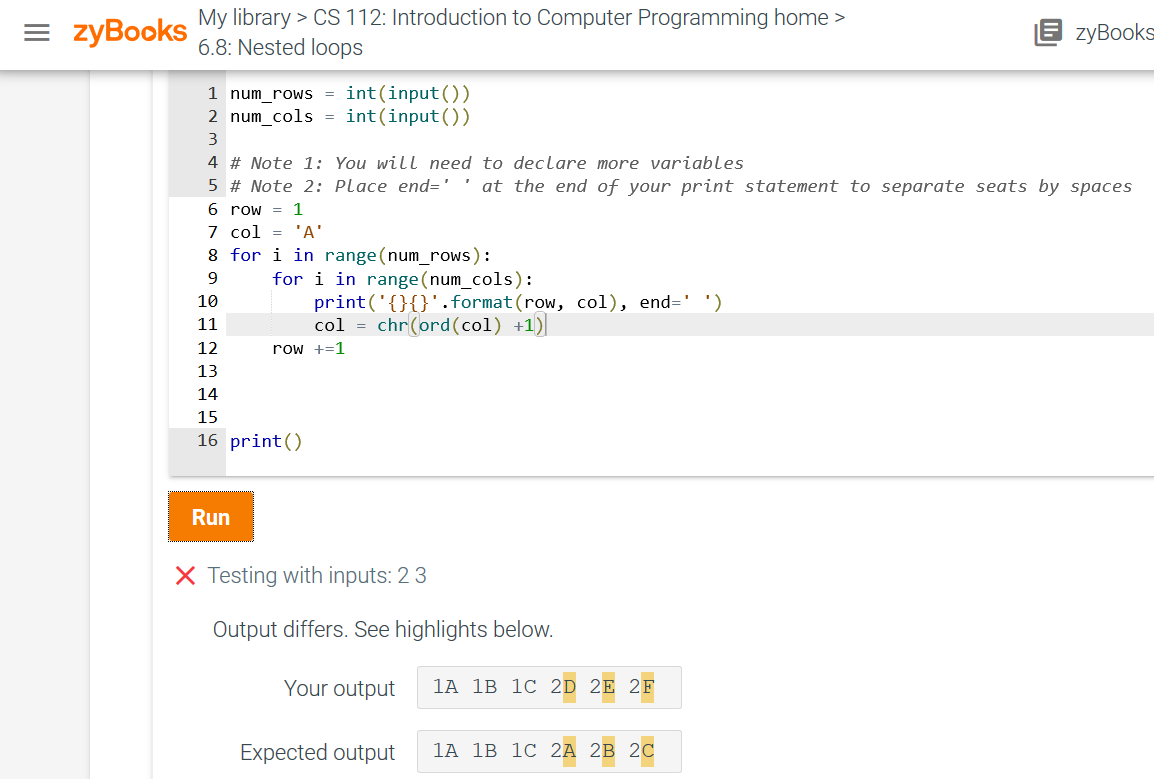 zyBooks
My library > CS 112: Introduction to Computer Programming home >
6.8: Nested loops
zyBooks
1 num_rows = int(input())
2 num_cols = int(input())
3
4 # Note 1: You will need to declare more variables
5 # Note 2: Place end=' ' at the end of your print statement to separate seats by spaces
6 row = 1
7 col = 'A'
8 for i in range(num_rows):
9     for i in range(num_cols):
10         print('{}{}'.format(row, col), end=' ')
11         col = chr(ord(col) +1)
12     row +=1
13
14
15
16 print()
Run
Testing with inputs: 2 3
Output differs. See highlights below.
Your output 1A 1B 1C 2D 2E 2F
Expected output 1A 1B 1C 2A 2B 2C